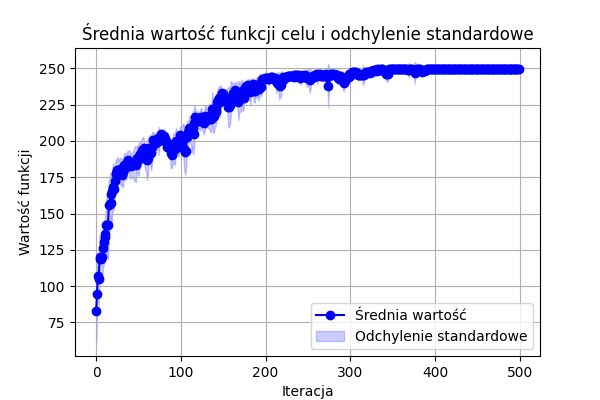 Średnia wartość funkcji celu i odchylenie standardowe
250
225
200
175
150
125
100
75
Wartość funkcji
0 100 200 300 400 500
Iteracja
Średnia wartość
Odchylenie standardowe